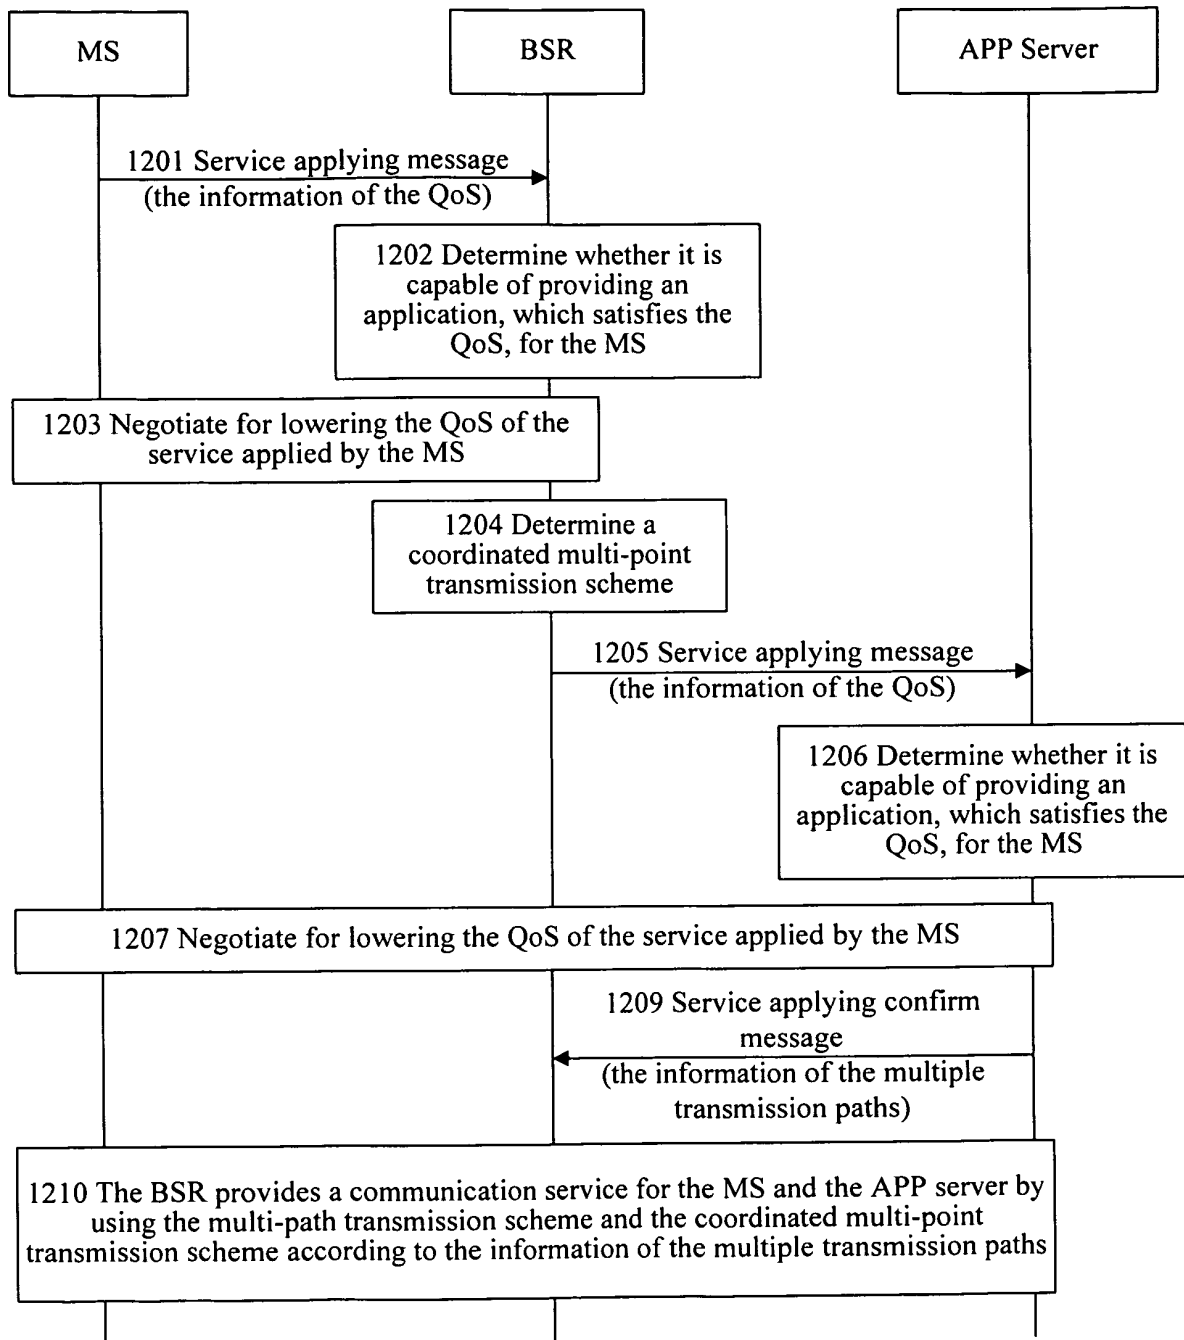 MS
BSR
APP Server
1201 Service applying message
(the information of the QoS)
1202 Determine whether it is
capable of providing an
application, which satisfies the
QoS, for the MS
1203 Negotiate for lowering the QoS of the
service applied by the MS
1204 Determine a
coordinated multi-point
transmission scheme
1205 Service applying message
(the information of the QoS)
1206 Determine whether it is
capable of providing an
application, which satisfies the
QoS, for the MS
1207 Negotiate for lowering the QoS of the service applied by the MS
1209 Service applying confirm
message
(the information of the multiple
transmission paths)
1210 The BSR provides a communication service for the MS and the APP server by
using the multi-path transmission scheme and the coordinated multi-point
transmission scheme according to the information of the multiple transmission paths